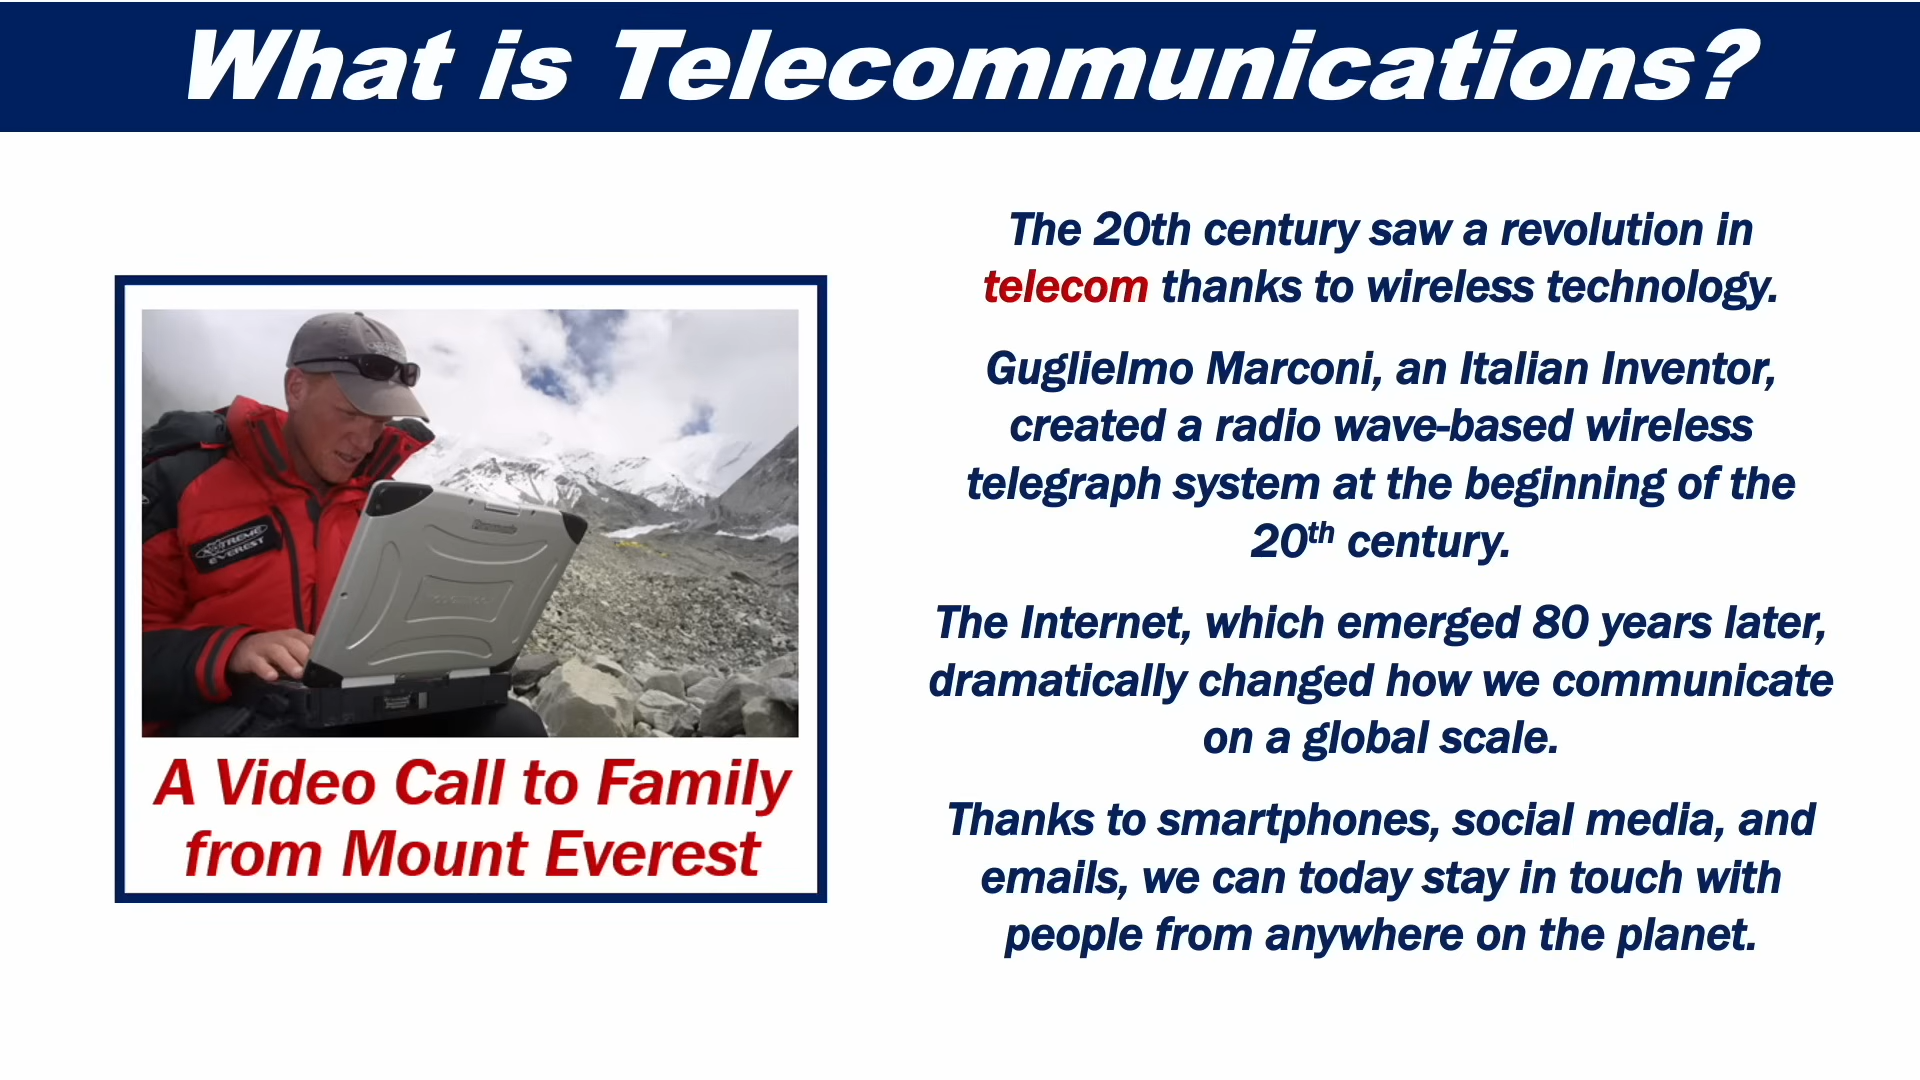 What is Telecommunications?
XTREME
EVEREST
Panasonic
A Video Call to Family
from Mount Everest
The 20th century saw a revolution in
telecom thanks to wireless technology.
Guglielmo Marconi, an Italian Inventor,
created a radio wave-based wireless
telegraph system at the beginning of the
20th century.
The Internet, which emerged 80 years later,
dramatically changed how we communicate
on a global scale.
Thanks to smartphones, social media, and
emails, we can today stay in touch with
people from anywhere on the planet.